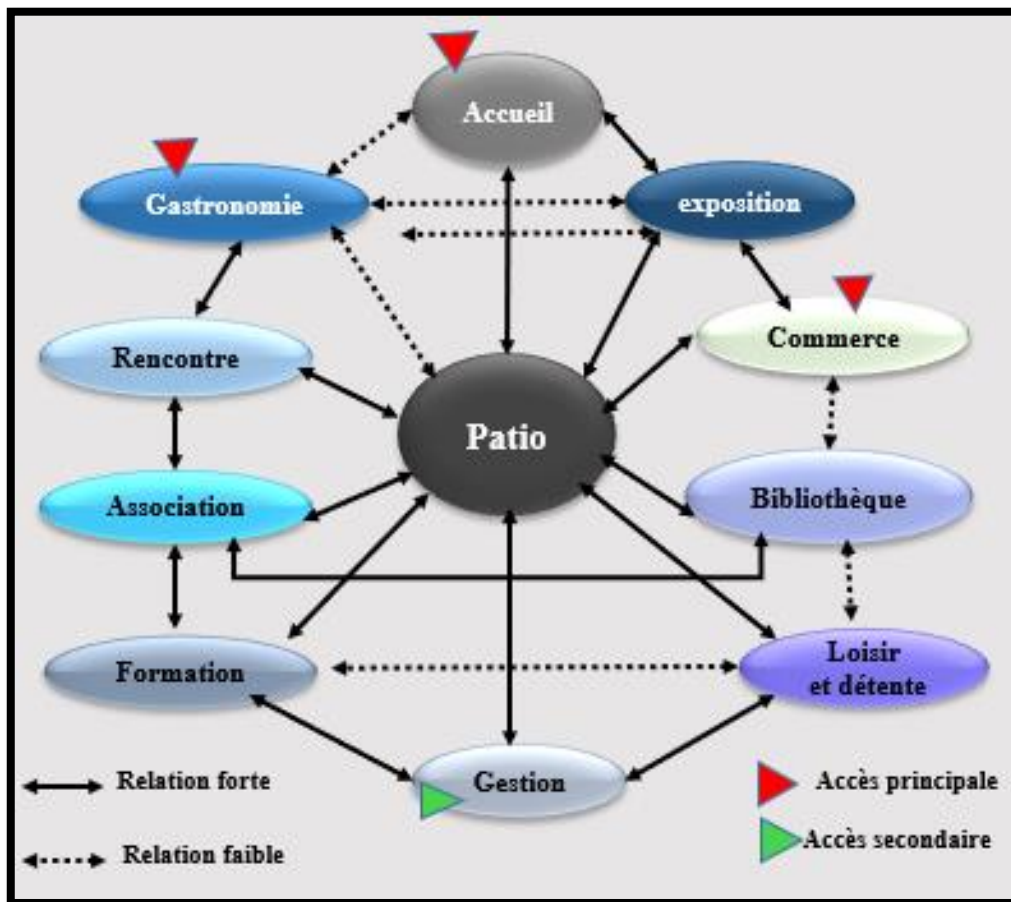 Accueil
Gastronomie
exposition
Rencontre
Commerce
Patio
Association
Bibliothèque
Formation
Loisir
et détente
Gestion
Relation forte
Accès principale
Relation faible
Accès secondaire